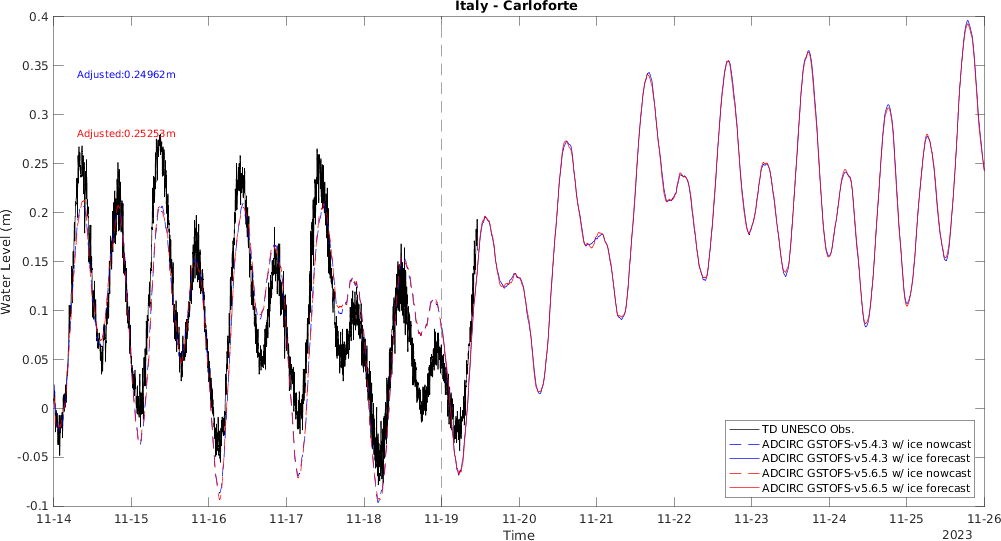 Italy - Carloforte
0.4
0.35
0.3
0.25
0.2
0.15
0.1
0.05
0
-0.05
-0.1
Water Level (m)
Adjusted:0.24962m
Adjusted:0.25253m
TD UNESCO Obs.
ADCIRC GSTOFS-v5.4.3 w/ ice nowcast
ADCIRC GSTOFS-v5.4.3 w/ ice forecast
ADCIRC GSTOFS-v5.6.5 w/ ice nowcast
ADCIRC GSTOFS-v5.6.5 w/ ice forecast
11-14 11-15 11-16 11-17 11-18 11-19 11-20 11-21 11-22 11-23 11-24 11-25 11-26
Time
2023